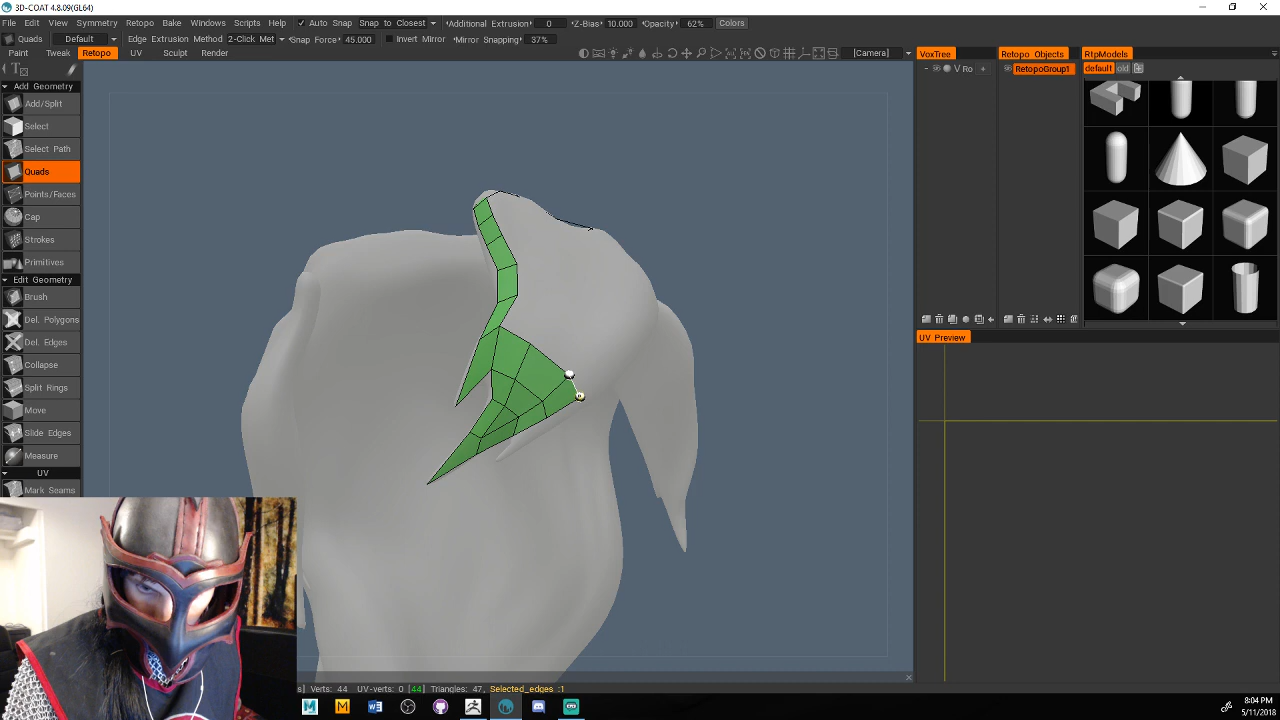 3D-COAT 4.8.09(GL64)
File Edit View Symmetry Retopo Bake Windows Scripts Help Auto Snap Snap to Closest Additional Extrusion 0 Z-Bias 10.000 Opacity 62% Colors
Quads Default Edge Extrusion Method 2-Click Met Snap Force 45.000 Invert Mirror Mirror Snapping 37%
Paint Tweak Retopo UV Sculpt Render [Camera] VoxTree Retopo Objects RtpModels
V Ro + RetopoGroup1 default old
Add Geometry
Add/Split
Select
Select Path
Quads
Points/Faces
Cap
Strokes
Primitives
Edit Geometry
Brush
Del. Polygons
Del. Edges
Collapse
Split Rings
Move
Slide Edges
Measure
UV
Mark Seams
UV Preview
s] Verts: 44 UV-verts: 0 [44] Triangles: 47, Selected_edges :1
8:04 PM
5/11/2018